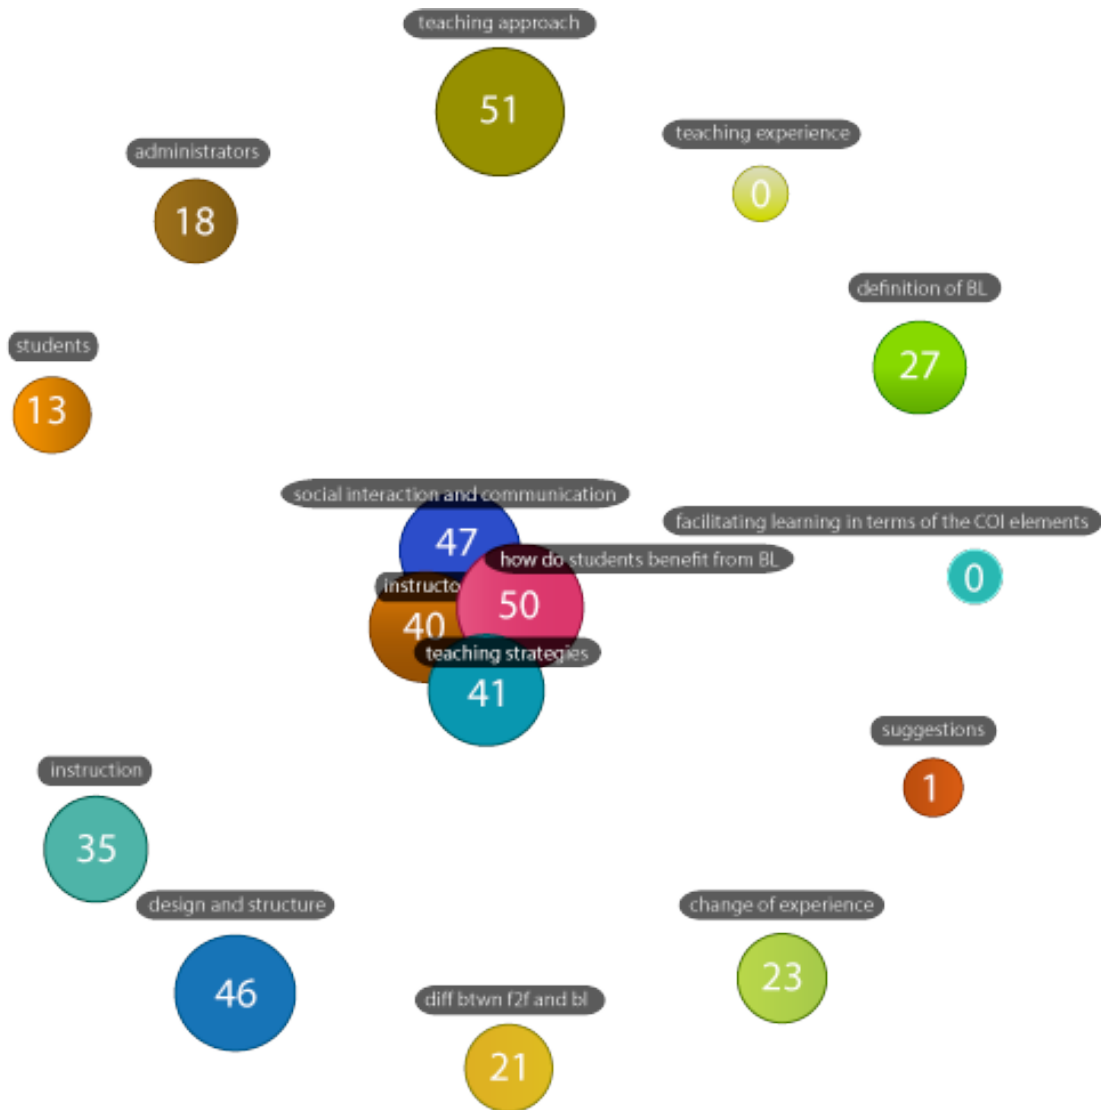 teaching approach
51
teaching experience
0
administrators
18
definition of BL
27
students
13
social interaction and communication
47
facilitating learning in terms of the COI elements
0
how do students benefit from BL
50
instructo
40
teaching strategies
41
suggestions
1
instruction
35
design and structure
46
change of experience
23
diff btwn f2f and bl
21